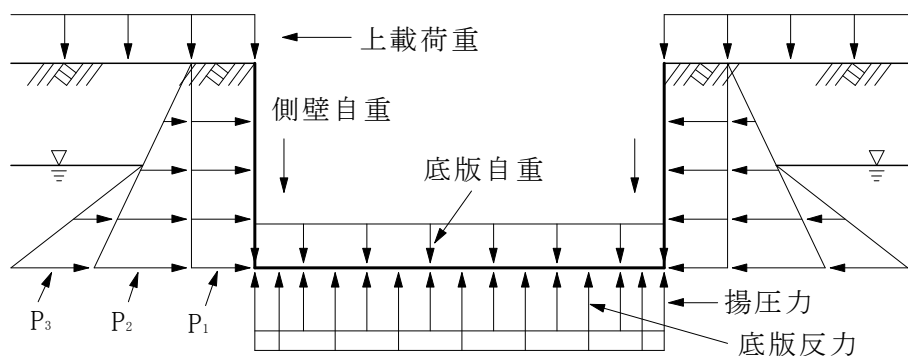 上載荷重
側壁自重
底版自重
揚圧力
底版反力
P₃ P₂ P₁